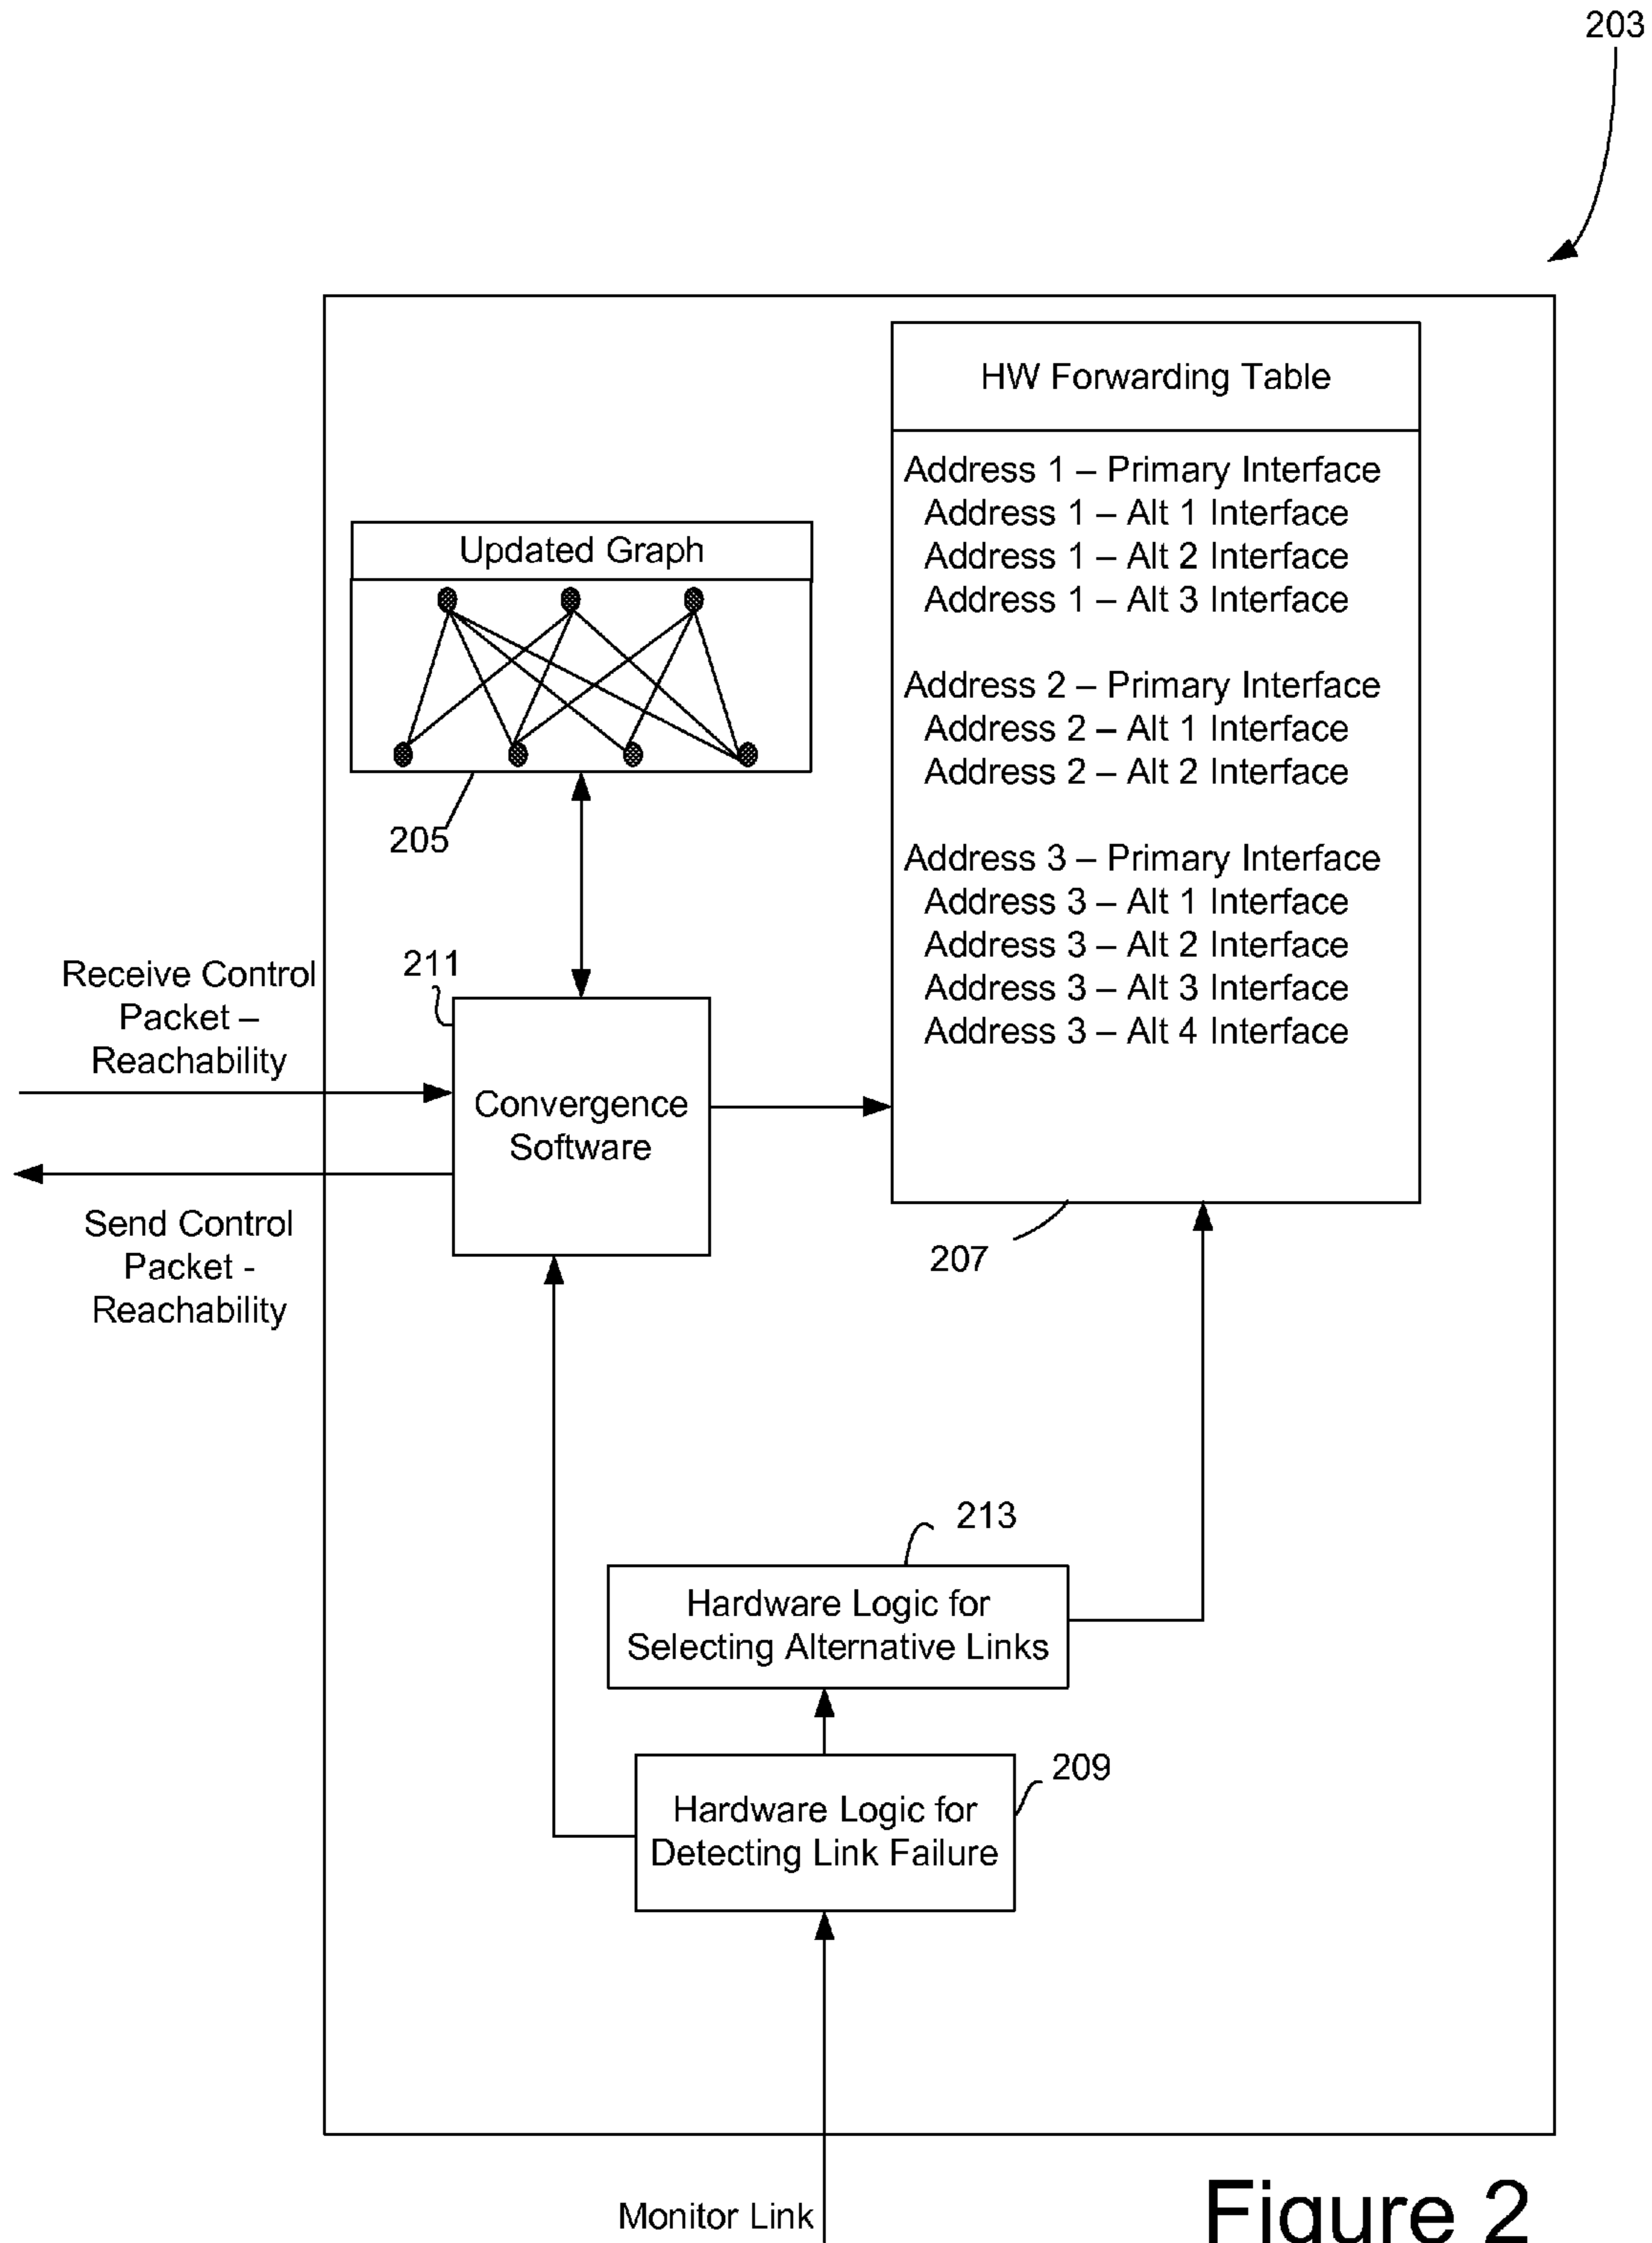 203
HW Forwarding Table
Address 1 – Primary Interface
Address 1 – Alt 1 Interface
Address 1 – Alt 2 Interface
Address 1 – Alt 3 Interface
Address 2 – Primary Interface
Address 2 – Alt 1 Interface
Address 2 – Alt 2 Interface
Address 3 – Primary Interface
Address 3 – Alt 1 Interface
Address 3 – Alt 2 Interface
Address 3 – Alt 3 Interface
Address 3 – Alt 4 Interface
207
Updated Graph
205
211
Receive Control
Packet –
Reachability
Convergence
Software
Send Control
Packet -
Reachability
213
Hardware Logic for
Selecting Alternative Links
209
Hardware Logic for
Detecting Link Failure
Monitor Link
Figure 2